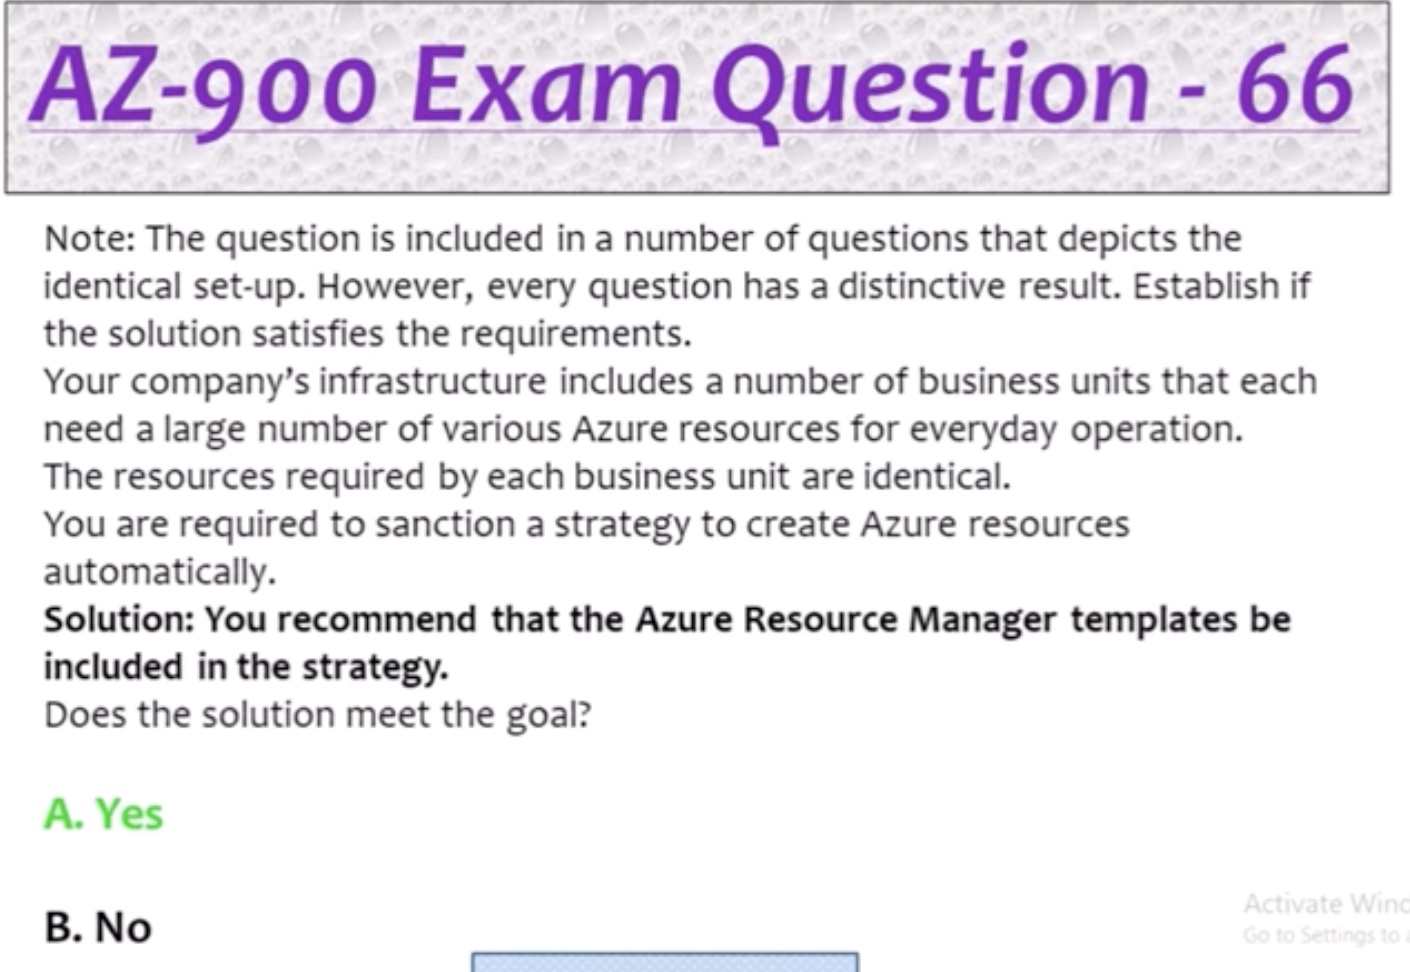 AZ-900 Exam Question - 66
Note: The question is included in a number of questions that depicts the
identical set-up. However, every question has a distinctive result. Establish if
the solution satisfies the requirements.
Your company's infrastructure includes a number of business units that each
need a large number of various Azure resources for everyday operation.
The resources required by each business unit are identical.
You are required to sanction a strategy to create Azure resources
automatically.
Solution: You recommend that the Azure Resource Manager templates be
included in the strategy.
Does the solution meet the goal?
A. Yes
B. No
Activate Wind
Go to Settings to a